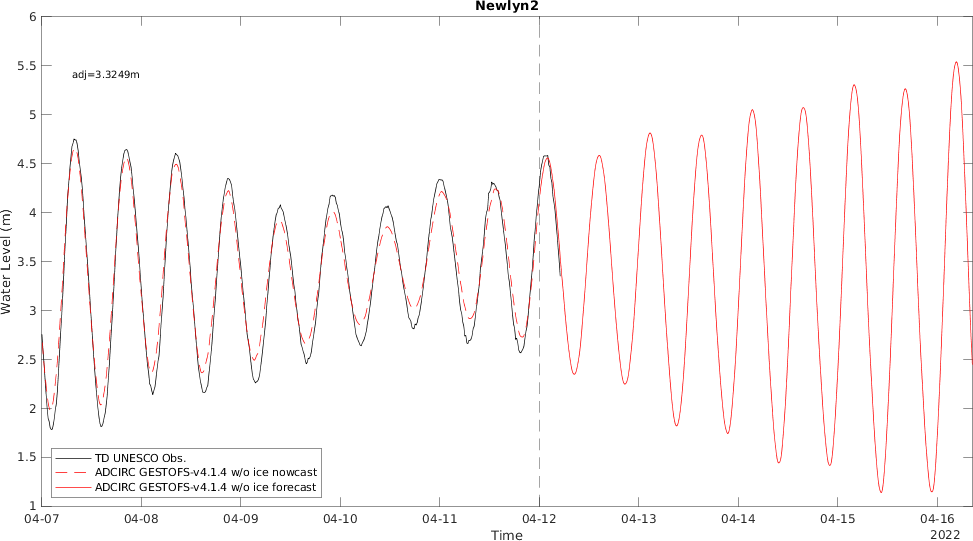 Newlyn2
6
5.5
5
4.5
4
3.5
3
2.5
2
1.5
1
Water Level (m)
adj=3.3249m
TD UNESCO Obs.
ADCIRC GESTOFS-v4.1.4 w/o ice nowcast
ADCIRC GESTOFS-v4.1.4 w/o ice forecast
04-07 04-08 04-09 04-10 04-11 04-12 04-13 04-14 04-15 04-16
2022
Time